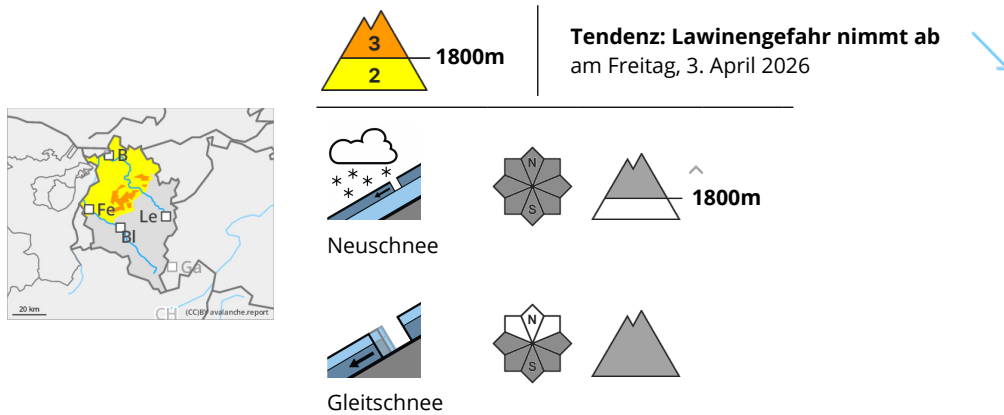 3
2
1800m
Tendenz: Lawinengefahr nimmt ab
am Freitag, 3. April 2026
B
Fe
Le
Bl
Ga
CH
20 km
(CC)BY avalanche.report
N
S
1800m
Neuschnee
N
S
Gleitschnee